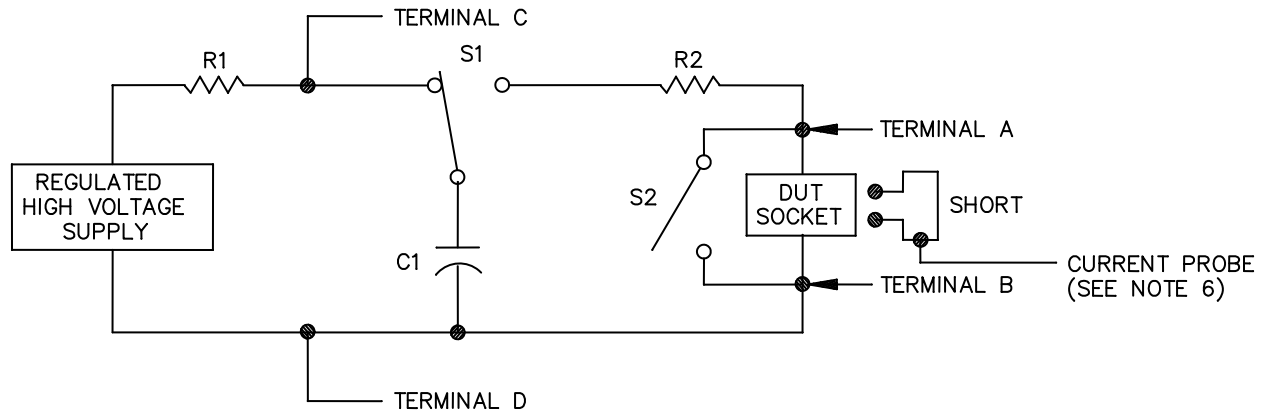 TERMINAL C
S1
R1
R2
TERMINAL A
REGULATED
HIGH VOLTAGE
SUPPLY
S2
DUT
SOCKET
SHORT
C1
CURRENT PROBE
(SEE NOTE 6)
TERMINAL B
TERMINAL D